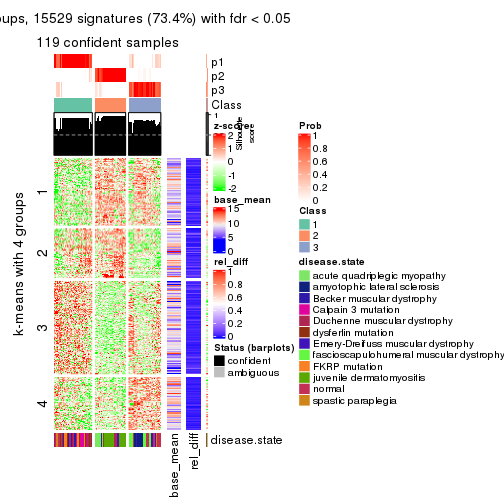 oups, 15529 signatures (73.4%) with fdr < 0.05
119 confident samples
p1
p2
p3
Class
1
Silhouette
score
k-means with 4 groups
1
2
3
4
base_mean
rel_diff
disease.state
z-score
2
1
0
-1
-2
base_mean
15
10
5
0
rel_diff
1
0.8
0.6
0.4
0.2
0
Status (barplots)
confident
ambiguous
Prob
1
0.8
0.6
0.4
0.2
0
Class
1
2
3
disease.state
acute quadriplegic myopathy
amyotophic lateral sclerosis
Becker muscular dystrophy
Calpain 3 mutation
Duchenne muscular dystrophy
dysferlin mutation
Emery-Dreifuss muscular dystrophy
fascioscapulohumeral muscular dystrophy
FKRP mutation
juvenile dermatomyositis
normal
spastic paraplegia